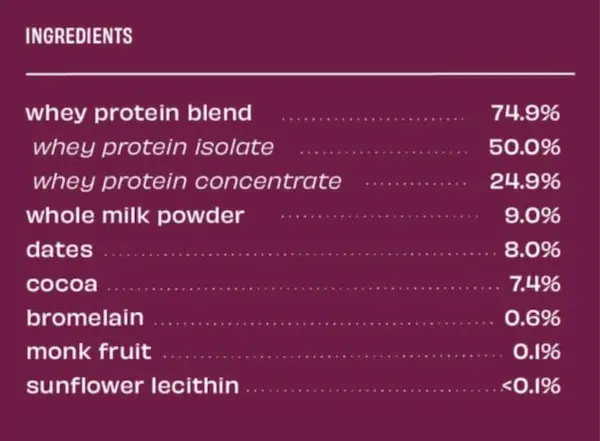 INGREDIENTS
whey protein blend ........................ 74.9%
whey protein isolate ........................ 50.0%
whey protein concentrate ............... 24.9%
whole milk powder ........................ 9.0%
dates ........................ 8.0%
cocoa ........................ 7.4%
bromelain ........................ 0.6%
monk fruit ........................ 0.1%
sunflower lecithin ........................ <0.1%